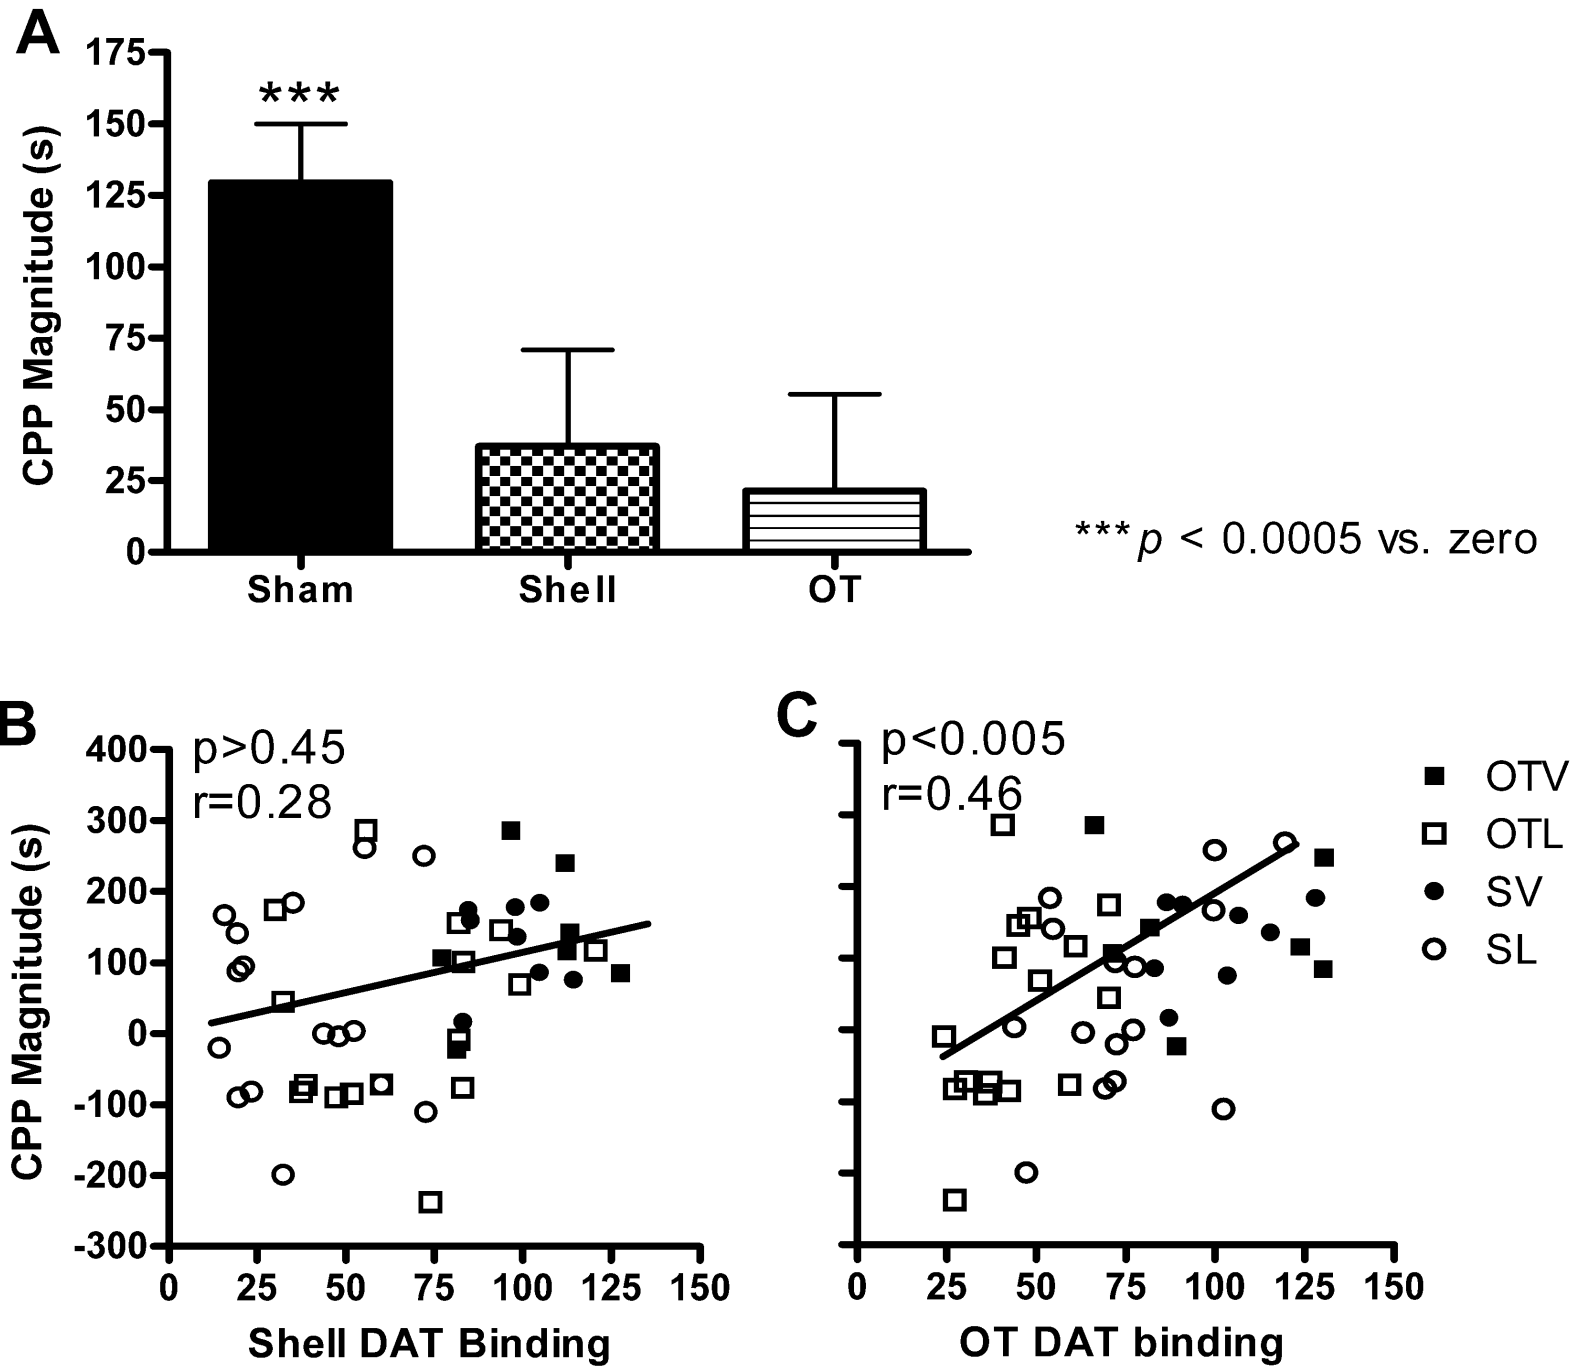 A
175
150
125
100
75
50
25
0
CPP Magnitude (s)
***
Sham
Shell
OT
***p < 0.0005 vs. zero
B
p>0.45
r=0.28
400
300
200
100
0
-100
-200
-300
CPP Magnitude (s)
0 25 50 75 100 125 150
Shell DAT Binding
C
p<0.005
r=0.46
0 25 50 75 100 125 150
OT DAT binding
OTV
OTL
SV
SL